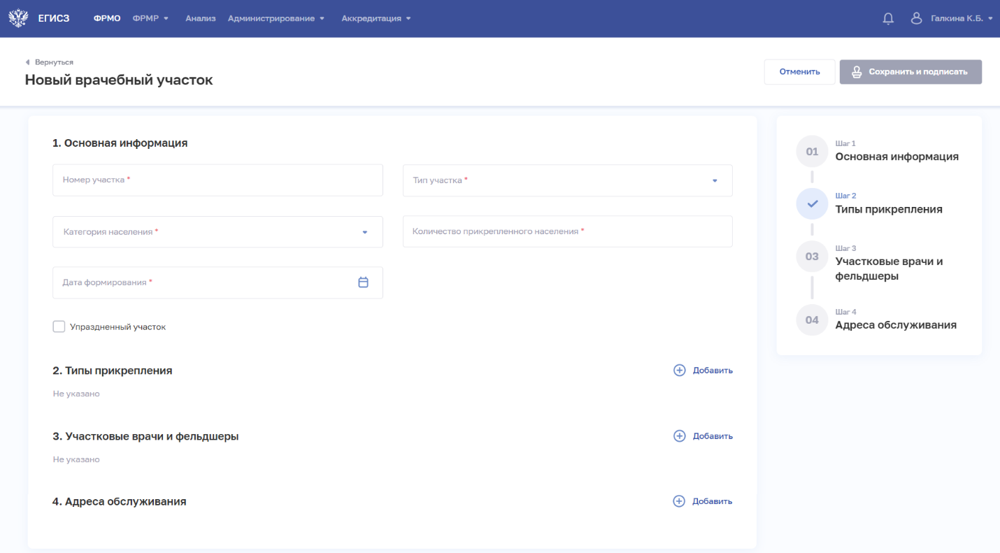 ЕГИСЗ ФРМО ФРМР Анализ Администрирование Аккредитация Галкина К.Б.
Вернуться
Новый врачебный участок
Отменить Сохранить и подписать
1. Основная информация
Номер участка * Тип участка *
Категория населения * Количество прикрепленного населения *
Дата формирования *
Упраздненный участок
2. Типы прикрепления Добавить
Не указано
3. Участковые врачи и фельдшеры Добавить
Не указано
4. Адреса обслуживания Добавить
01 Шаг 1
Основная информация
Шаг 2
Типы прикрепления
03 Шаг 3
Участковые врачи и
фельдшеры
04 Шаг 4
Адреса обслуживания